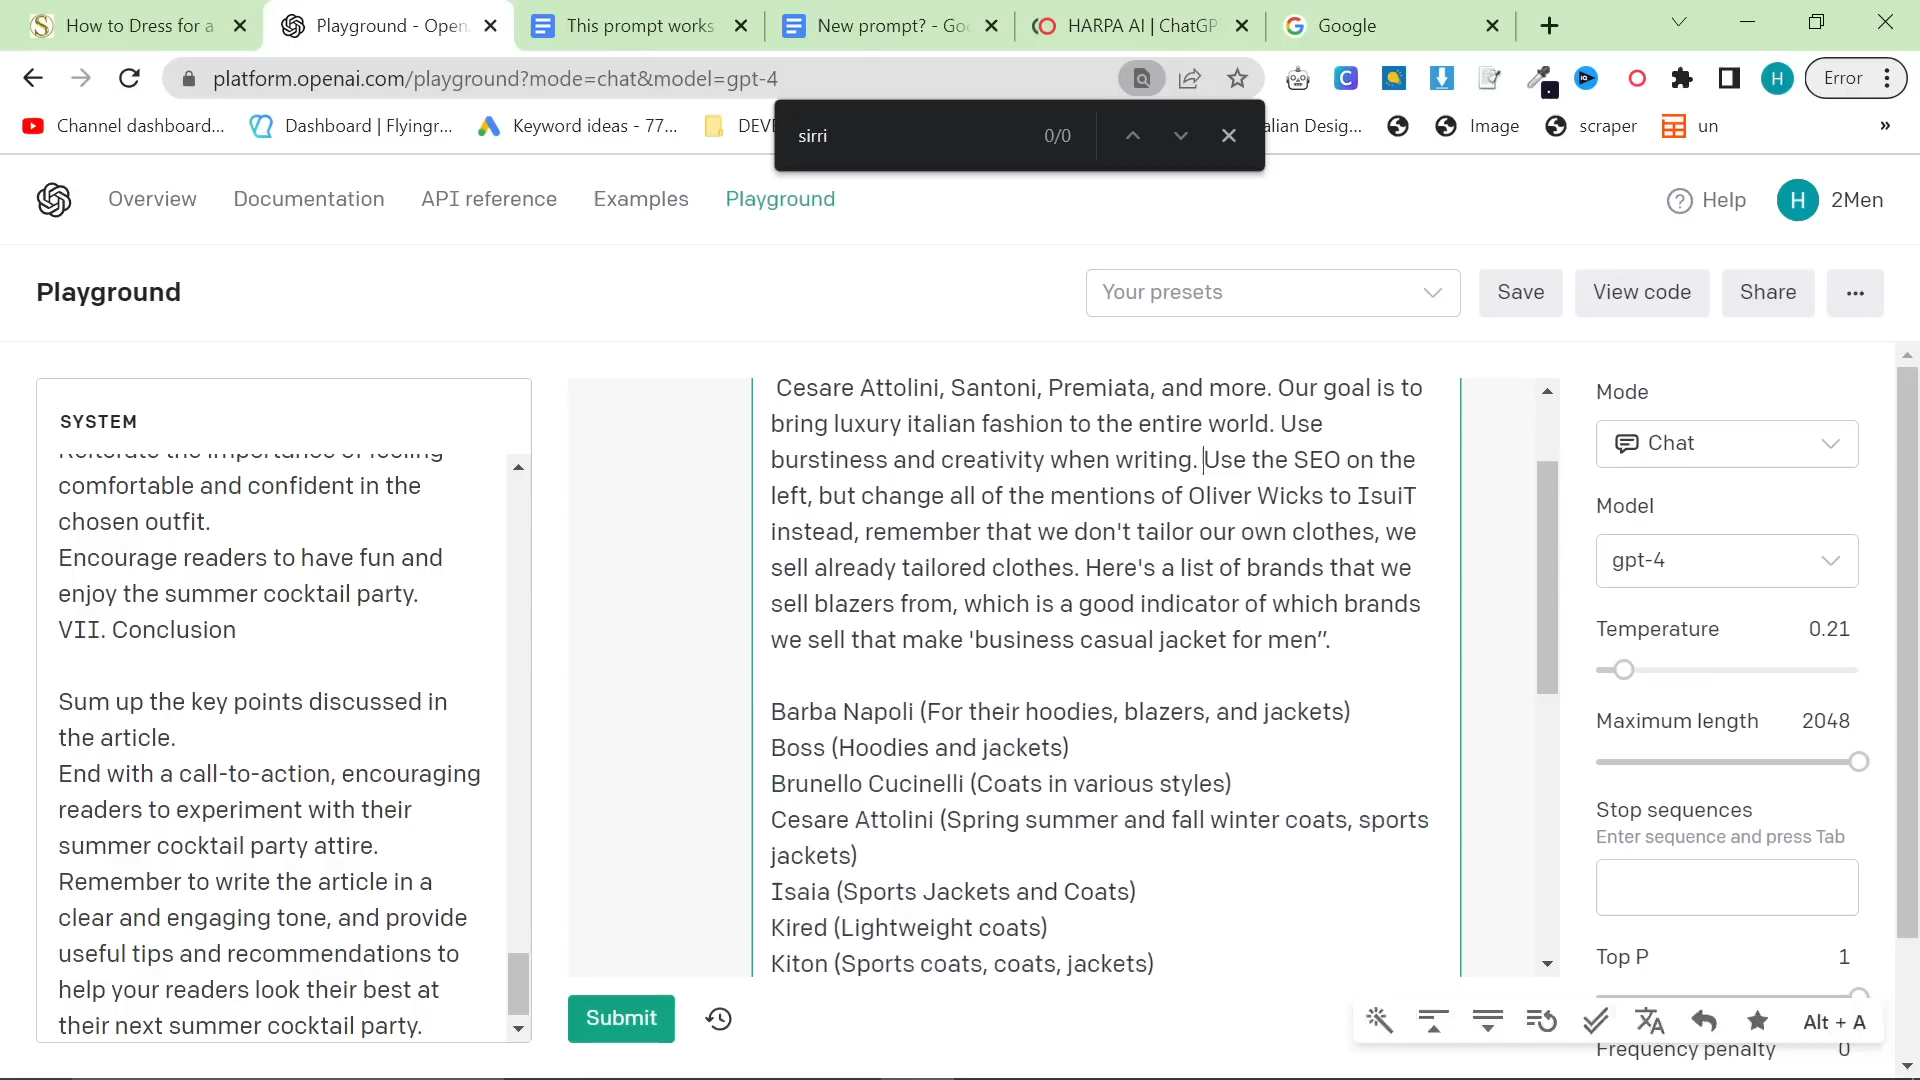 How to Dress for a
Playground - Open
This prompt works
New prompt? - Goo
HARPA AI | ChatGP
Google
platform.openai.com/playground?mode=chat&model=gpt-4
H
Error
Channel dashboard...
Dashboard | Flyingr...
Keyword ideas - 77...
DEVE
alian Desig...
Image
scraper
un
»
sirri
0/0
Overview
Documentation
API reference
Examples
Playground
Help
H
2Men
Playground
Your presets
Save
View code
Share
...
SYSTEM
Reiterate the importance of feeling
comfortable and confident in the
chosen outfit.
Encourage readers to have fun and
enjoy the summer cocktail party.
VII. Conclusion
Sum up the key points discussed in
the article.
End with a call-to-action, encouraging
readers to experiment with their
summer cocktail party attire.
Remember to write the article in a
clear and engaging tone, and provide
useful tips and recommendations to
help your readers look their best at
their next summer cocktail party.
Cesare Attolini, Santoni, Premiata, and more. Our goal is to
bring luxury italian fashion to the entire world. Use
burstiness and creativity when writing. Use the SEO on the
left, but change all of the mentions of Oliver Wicks to IsuiT
instead, remember that we don't tailor our own clothes, we
sell already tailored clothes. Here's a list of brands that we
sell blazers from, which is a good indicator of which brands
we sell that make 'business casual jacket for men”.
Barba Napoli (For their hoodies, blazers, and jackets)
Boss (Hoodies and jackets)
Brunello Cucinelli (Coats in various styles)
Cesare Attolini (Spring summer and fall winter coats, sports
jackets)
Isaia (Sports Jackets and Coats)
Kired (Lightweight coats)
Kiton (Sports coats, coats, jackets)
Submit
Mode
Chat
Model
gpt-4
Temperature
0.21
Maximum length
2048
Stop sequences
Enter sequence and press Tab
Top P
1
Alt + A
Frequency penalty
0